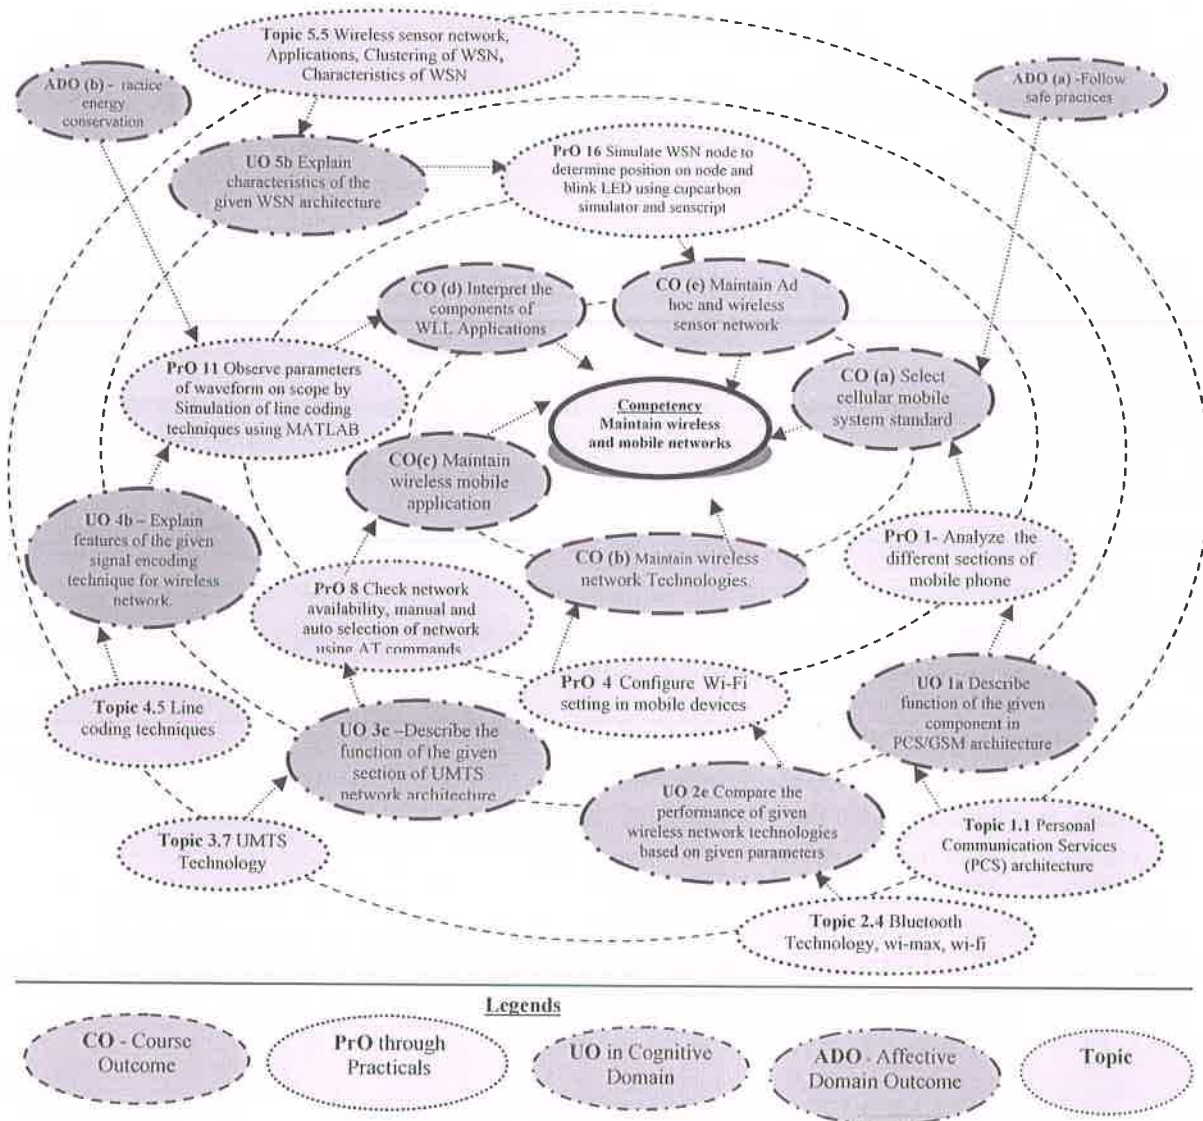 Topic 5.5 Wireless sensor network,
Applications, Clustering of WSN,
Characteristics of WSN
ADO (b) - ractice
energy
conservation
ADO (a) -Follow
safe practices
UO 5b Explain
characteristics of the
given WSN architecture
PrO 16 Simulate WSN node to
determine position on node and
blink LED using cupcarbon
simulator and senscript
CO (d) Interpret the
components of
WLL Applications
CO (e) Maintain Ad
hoc and wireless
sensor network
PrO 11 Observe parameters
of waveform on scope by
Simulation of line coding
techniques using MATLAB
CO (a) Select
cellular mobile
system standard
Competency
Maintain wireless
and mobile networks
CO(c) Maintain
wireless mobile
application
UO 4b – Explain
features of the given
signal encoding
technique for wireless
network.
PrO 1- Analyze the
different sections of
mobile phone
CO (b) Maintain wireless
network Technologies.
PrO 8 Check network
availability, manual and
auto selection of network
using AT commands
PrO 4 Configure Wi-Fi
setting in mobile devices
UO 1a Describe
function of the given
component in
PCS/GSM architecture
Topic 4.5 Line
coding techniques
UO 3e –Describe the
function of the given
section of UMTS
network architecture
UO 2e Compare the
performance of given
wireless network technologies
based on given parameters
Topic 3.7 UMTS
Technology
Topic 1.1 Personal
Communication Services
(PCS) architecture
Topic 2.4 Bluetooth
Technology, wi-max, wi-fi
Legends
CO - Course
Outcome
PrO through
Practicals
UO in Cognitive
Domain
ADO - Affective
Domain Outcome
Topic